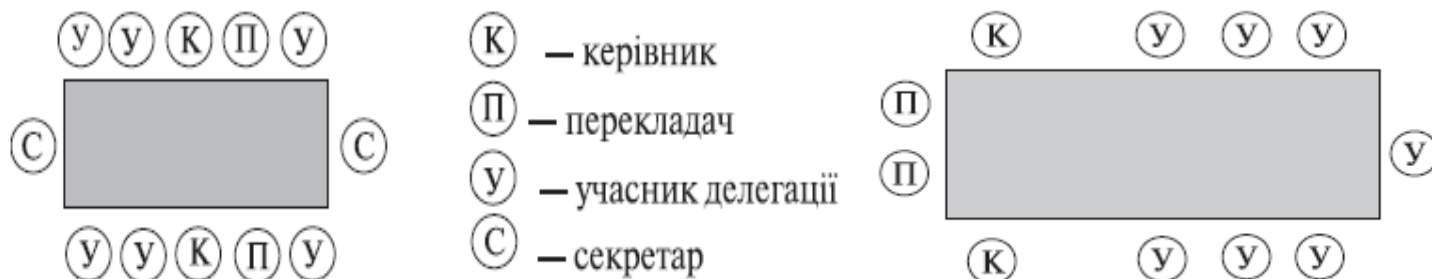 У У К П У
С С
У У К П У
К — керівник
П — перекладач
У — учасник делегації
С — секретар
К У У У
П
П
У
К У У У